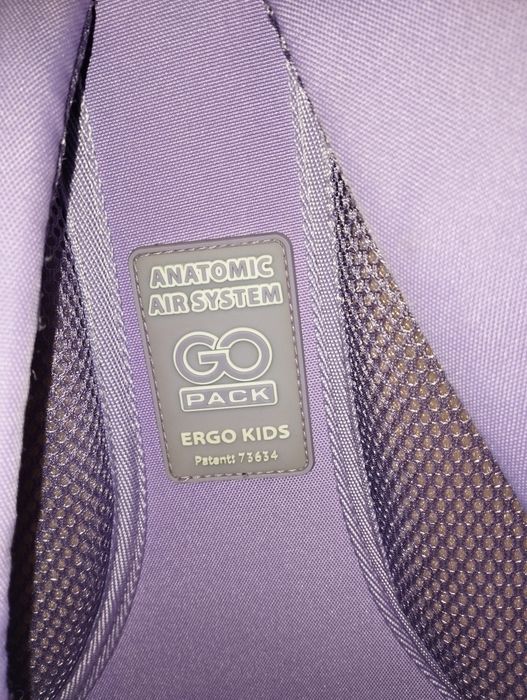 ANATOMIC
AIR SYSTEM
GO
PACK
ERGO KIDS
Patent: 73634